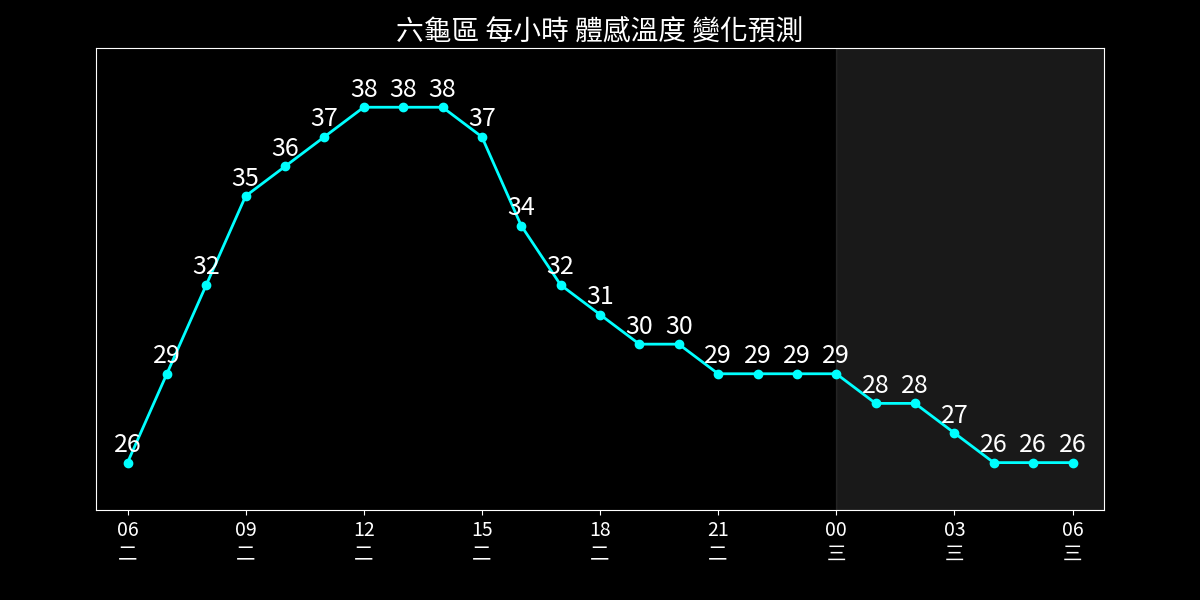 六龜區 每小時 體感溫度 變化預測
26 29 32 35 36 37 38 38 38 37 34 32 31 30 30 29 29 29 29 28 28 27 26 26 26
06 09 12 15 18 21 00 03 06
二 二 二 二 二 二 三 三 三